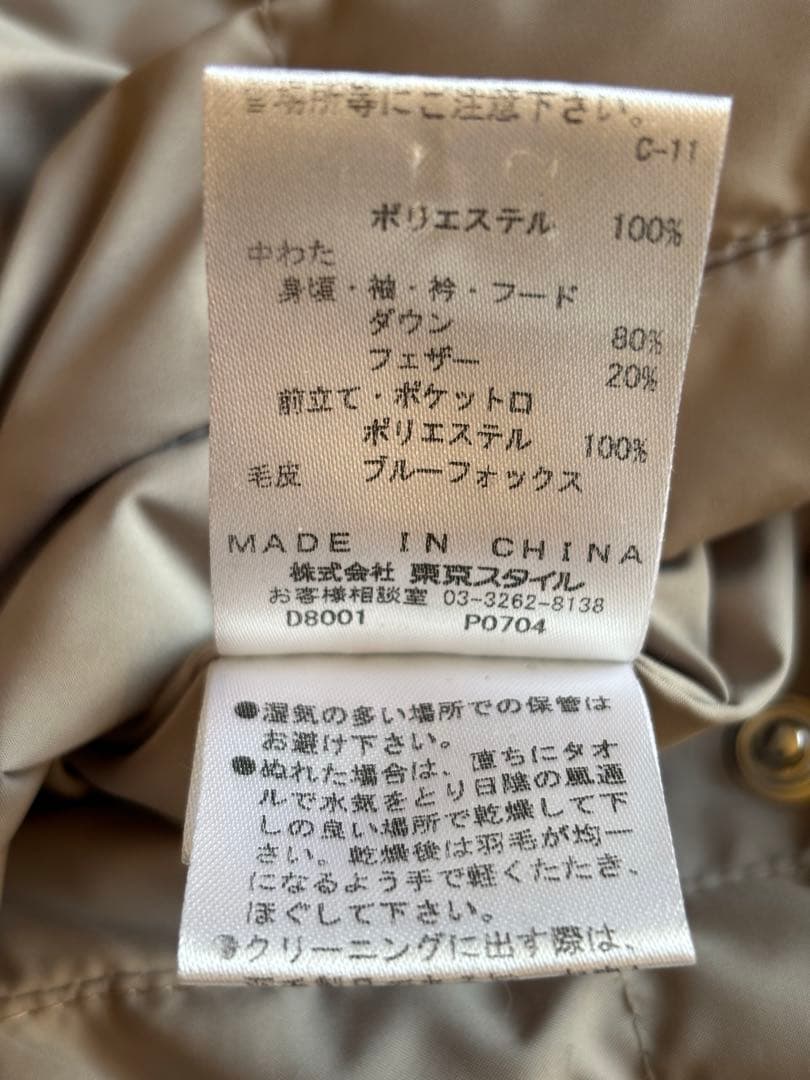 場所等にご注意下さい。
C-11
ポリエステル 100%
中わた
身頃・袖・衿・フード
ダウン 80%
フェザー 20%
前立て・ポケット口
ポリエステル 100%
毛皮 ブルーフォックス
MADE IN CHINA
株式会社 東京スタイル
お客様相談室 03-3262-8138
D8001 P0704
●湿気の多い場所での保管は
お避け下さい。
●ぬれた場合は、直ちにタオ
ルで水気をとり日陰の風通
しの良い場所で乾燥して下
さい。乾燥後は羽毛が均一
になるよう手で軽くたたき、
ほぐして下さい。
●クリーニングに出す際は、